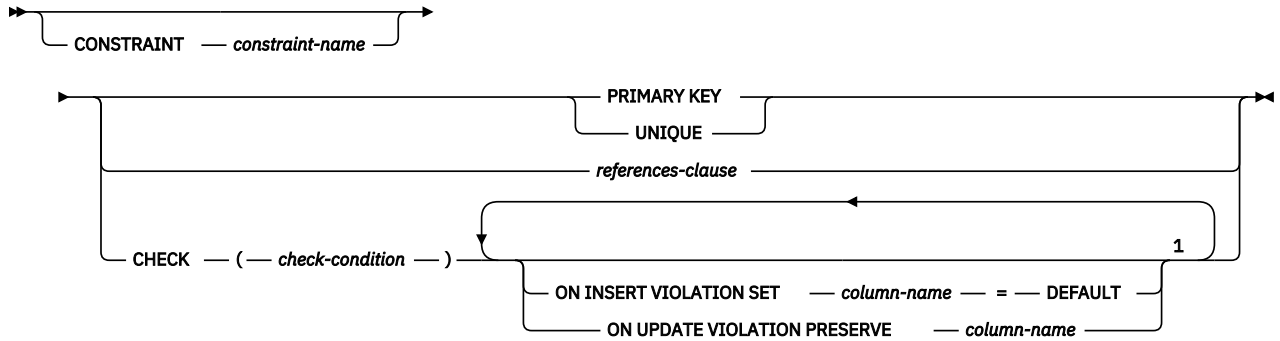 CONSTRAINT constraint-name
PRIMARY KEY
UNIQUE
references-clause
1
CHECK ( check-condition )
ON INSERT VIOLATION SET column-name = DEFAULT
ON UPDATE VIOLATION PRESERVE column-name